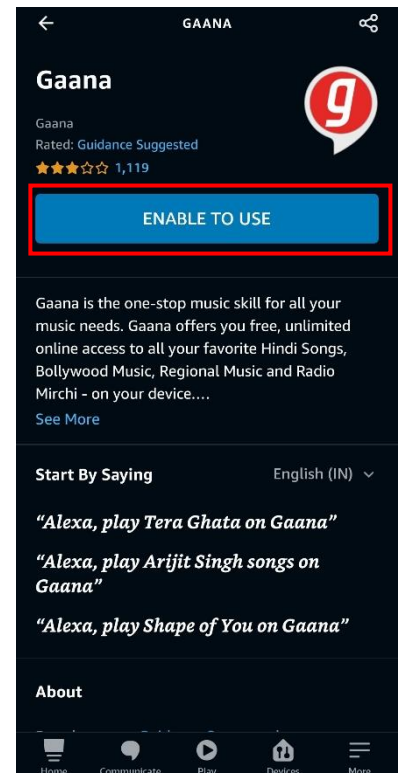 GAANA
Gaana
g
Gaana
Rated: Guidance Suggested
1,119
ENABLE TO USE
Gaana is the one-stop music skill for all your
music needs. Gaana offers you free, unlimited
online access to all your favorite Hindi Songs,
Bollywood Music, Regional Music and Radio
Mirchi - on your device....
See More
Start By Saying
English (IN)
“Alexa, play Tera Ghata on Gaana”
“Alexa, play Arijit Singh songs on
Gaana”
“Alexa, play Shape of You on Gaana”
About
Home Communicate Play Devices More